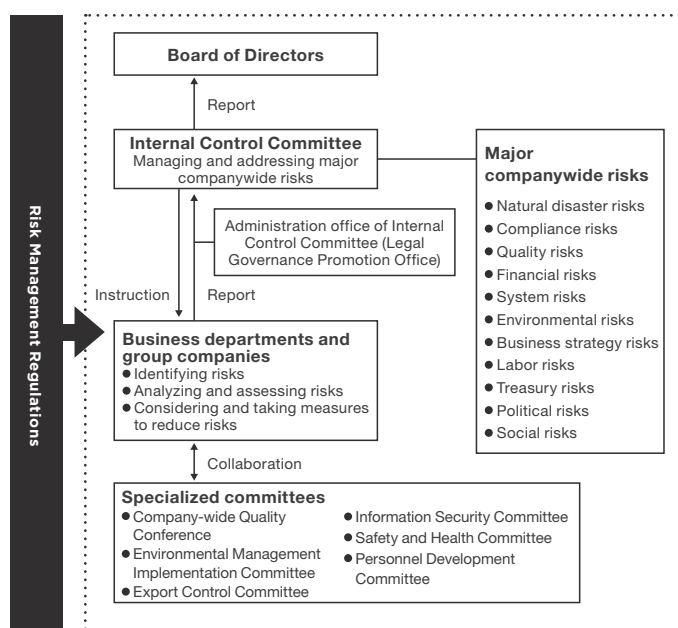 Risk Management Regulations
Board of Directors
Report
Internal Control Committee
Managing and addressing major
companywide risks
Administration office of Internal
Control Committee (Legal
Governance Promotion Office)
Instruction
Report
Business departments and
group companies
● Identifying risks
● Analyzing and assessing risks
● Considering and taking measures
to reduce risks
Collaboration
Specialized committees
● Company-wide Quality
Conference
● Environmental Management
Implementation Committee
● Export Control Committee
● Information Security Committee
● Safety and Health Committee
● Personnel Development
Committee
Major
companywide risks
● Natural disaster risks
● Compliance risks
● Quality risks
● Financial risks
● System risks
● Environmental risks
● Business strategy risks
● Labor risks
● Treasury risks
● Political risks
● Social risks